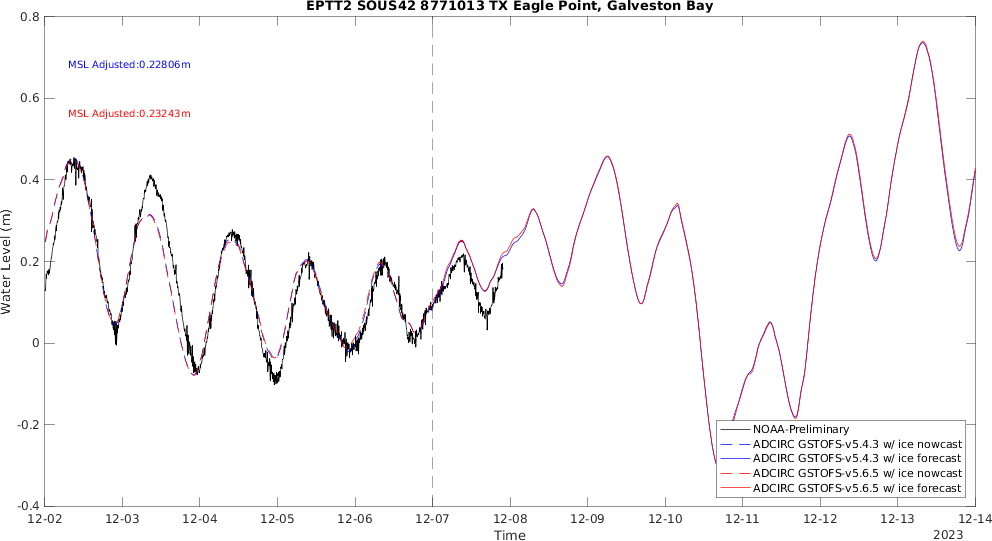 EPTT2 SOUS42 8771013 TX Eagle Point, Galveston Bay
0.8
MSL Adjusted:0.22806m
0.6
MSL Adjusted:0.23243m
0.4
Water Level (m)
0.2
0
-0.2
NOAA-Preliminary
ADCIRC GSTOFS-v5.4.3 w/ ice nowcast
ADCIRC GSTOFS-v5.4.3 w/ ice forecast
ADCIRC GSTOFS-v5.6.5 w/ ice nowcast
ADCIRC GSTOFS-v5.6.5 w/ ice forecast
-0.4
12-02 12-03 12-04 12-05 12-06 12-07 12-08 12-09 12-10 12-11 12-12 12-13 12-14
Time
2023